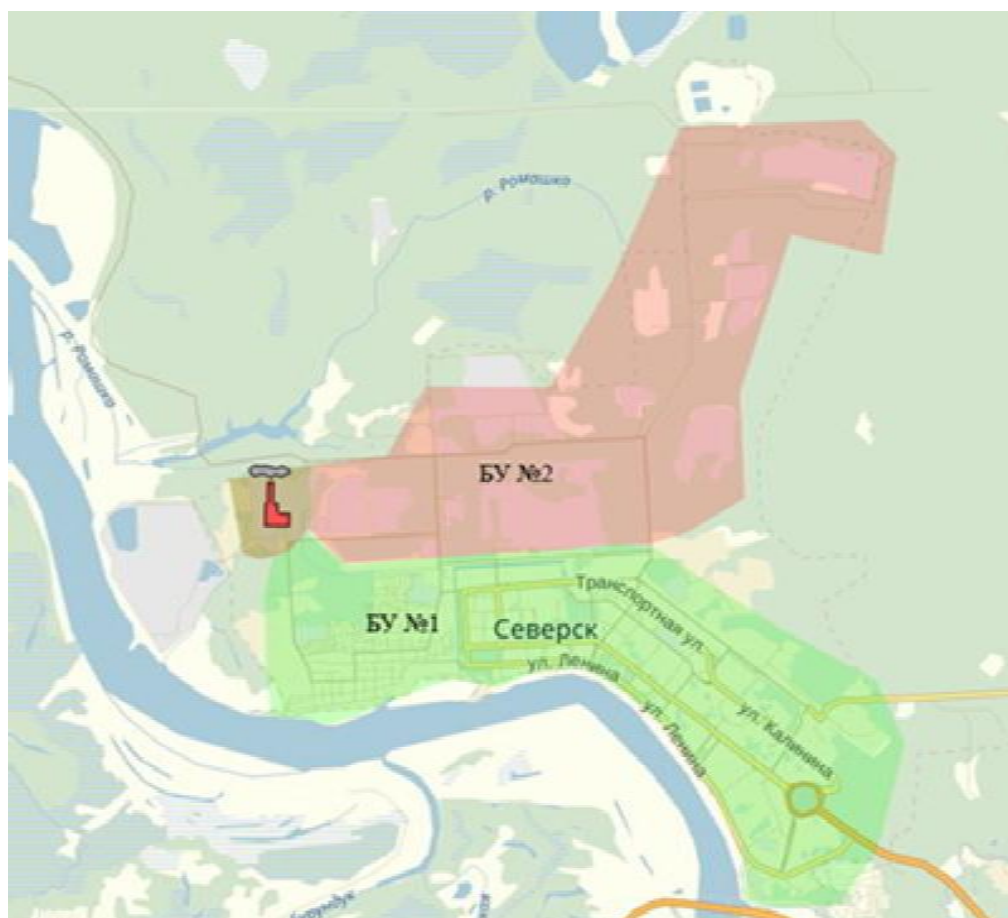 р. Ромашка
р. Ромашка
БУ №2
Транспортная ул.
БУ №1
Северск
ул. Ленина
ул. Ленина
ул. Калинина